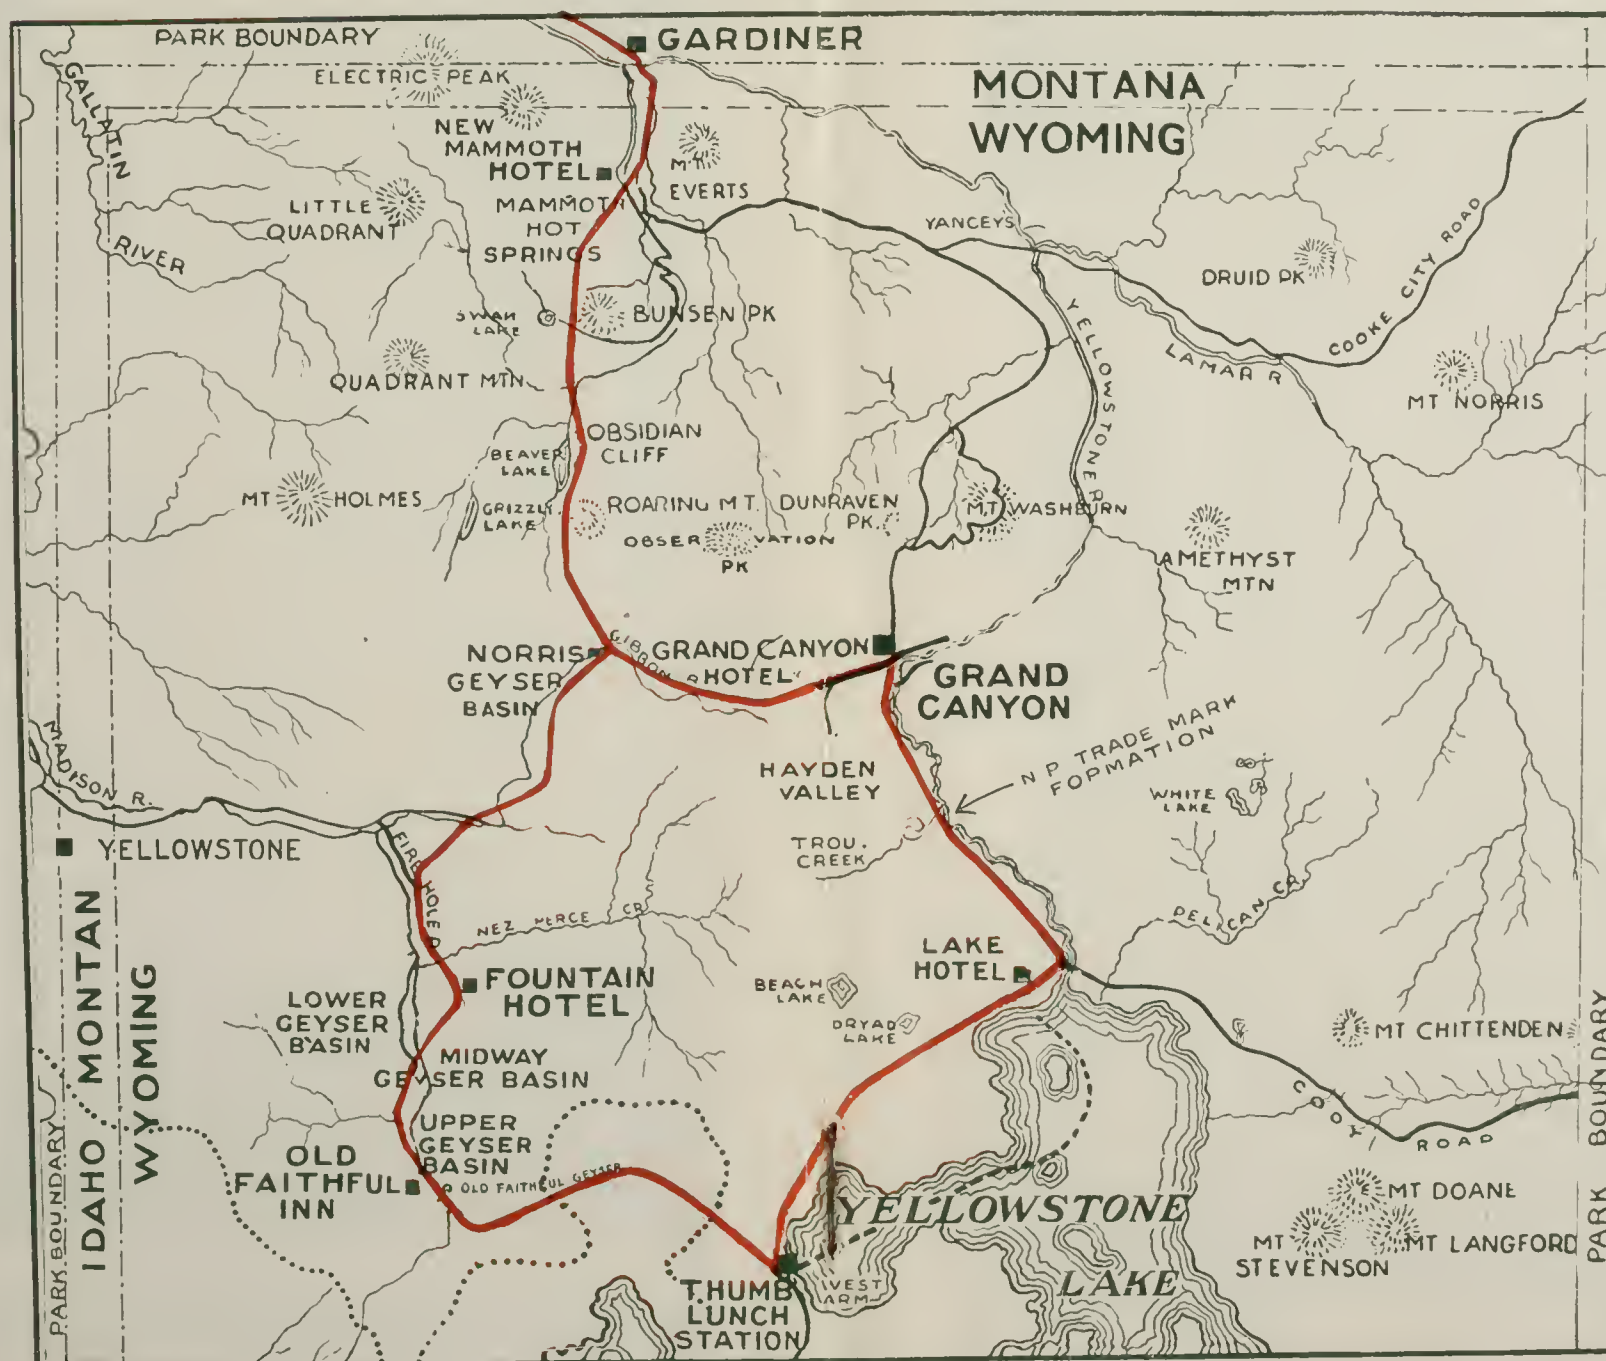 PARK BOUNDARY
GARDINER
ELECTRIC PEAK
MONTANA
WYOMING
GALLATIN
RIVER
NEW
MAMMOTH
HOTEL
MT
EVERTS
LITTLE
QUADRANT
MAMMOTH
HOT
SPRINGS
YANCEYS
DRUID PK
COOKE CITY ROAD
SWAN
LAKE
BUNSEN PK
YELLOWSTONE R
LAMAR R
QUADRANT MTN
MT NORRIS
OBSIDIAN
CLIFF
BEAVER
LAKE
MT HOLMES
GRIZZLY
LAKE
ROARING MT.
DUNRAVEN
PK.
MT WASHBURN
OBSERVATION
PK
AMETHYST
MTN
NORRIS
GEYSER
BASIN
GIBBON R
GRAND CANYON
HOTEL
GRAND
CANYON
MADISON R.
HAYDEN
VALLEY
N P TRADE MARK
FOPMATION
WHITE
LAKE
YELLOWSTONE
FIRE HOLE R
TROU.
CREEK
NEZ PERCE CR
PELICAN CR
LAKE
HOTEL
FOUNTAIN
HOTEL
BEACH
LAKE
DRYAD
LAKE
LOWER
GEYSER
BASIN
MT CHITTENDEN
MIDWAY
GEYSER BASIN
IDAHO
MONTAN
WYOMING
PARK BOUNDARY
UPPER
GEYSER
BASIN
CODY ROAD
PARK BOUNDARY
OLD
FAITHFUL
INN
OLD FAITHFUL GEYSER
YELLOWSTONE
LAKE
MT DOANE
MT
STEVENSON
MT LANGFORD
WEST
ARM
THUMB
LUNCH
STATION